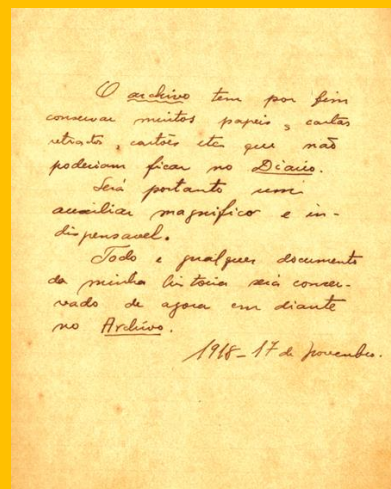 O archivo tem por fim
conservar muitos papeis, cartas
retratos, cartões etc que não
poderiam ficar no Diario.
Será portanto um
auxiliar magnifico e in-
dispensavel.
Todo e qualquer documento
da minha historia será conser-
vado de agora em diante
no Archivo.
1918-17 de novembro.